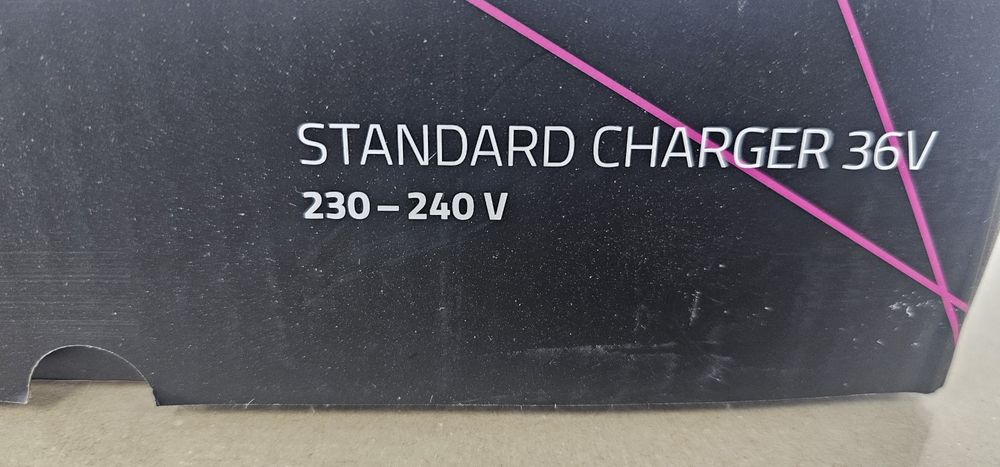 STANDARD CHARGER 36V
230 – 240 V